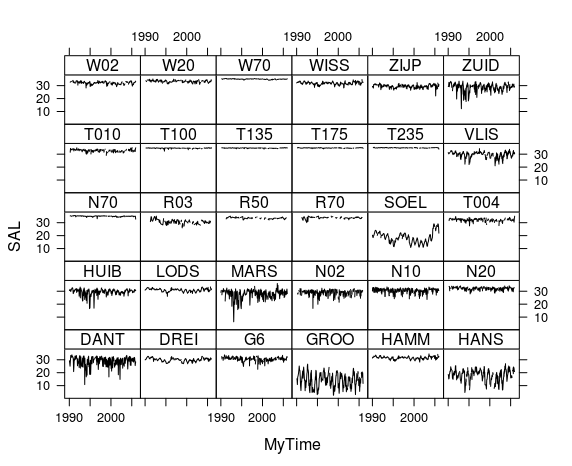 1990 2000 1990 2000 1990 2000
W02 W20 W70 WISS ZIJP ZUID
30
20
10
T010 T100 T135 T175 T235 VLIS
30
20
10
N70 R03 R50 R70 SOEL T004
30
20
10
SAL
HUIB LODS MARS N02 N10 N20
30
20
10
DANT DREI G6 GROO HAMM HANS
30
20
10
1990 2000 1990 2000 1990 2000
MyTime